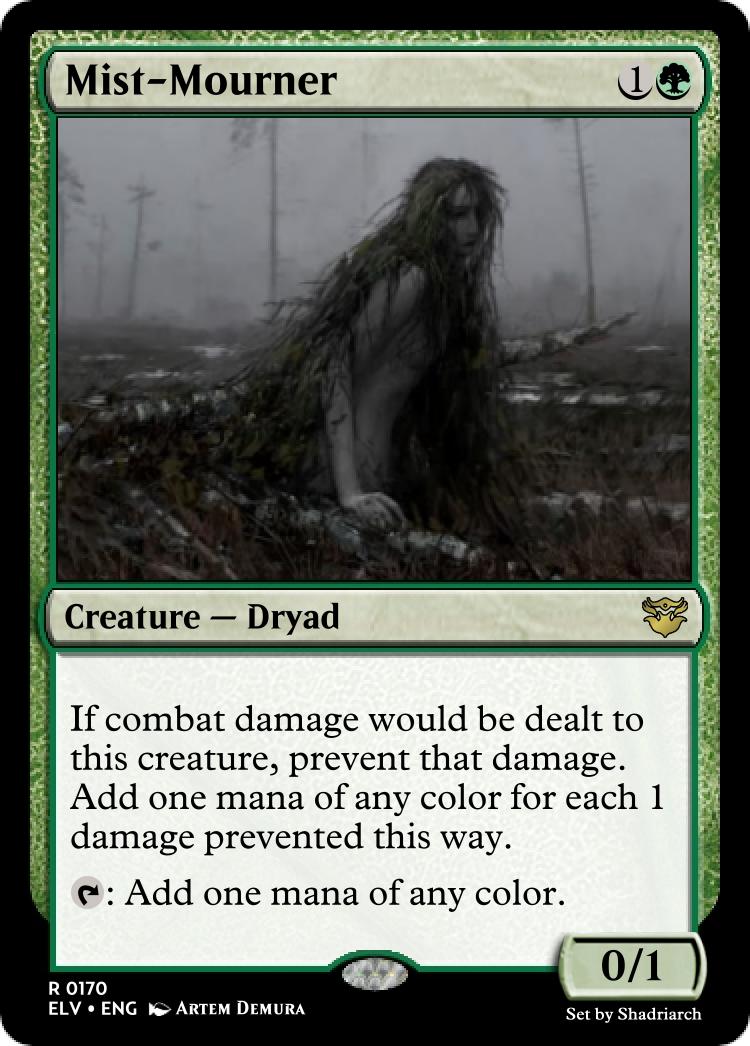 Mist-Mourner 1
Creature — Dryad
If combat damage would be dealt to
this creature, prevent that damage.
Add one mana of any color for each 1
damage prevented this way.
: Add one mana of any color.
0/1
R 0170
ELV • ENG ARTEM DEMURA
Set by Shadriarch